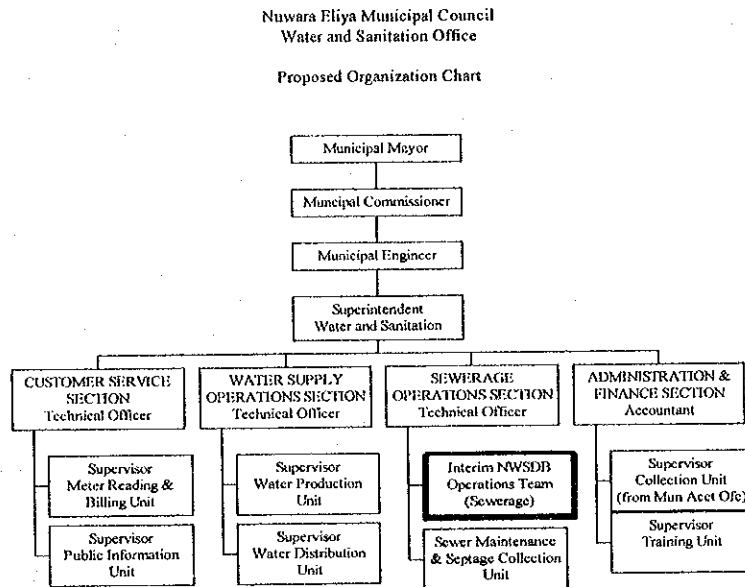 Nuwara Eliya Municipal Council
Water and Sanitation Office
Proposed Organization Chart
Municipal Mayor
Muncipal Commissioner
Municipal Engineer
Superintendent
Water and Sanitation
CUSTOMER SERVICE
SECTION
Technical Officer
WATER SUPPLY
OPERATIONS SECTION
Technical Officer
SEWERAGE
OPERATIONS SECTION
Technical Officer
ADMINISTRATION &
FINANCE SECTION
Accountant
Supervisor
Meter Reading &
Billing Unit
Supervisor
Water Production
Unit
Interim NWSDB
Operations Team
(Sewerage)
Supervisor
Collection Unit
(from Mun Acct Ofc)
Supervisor
Public Information
Unit
Supervisor
Water Distribution
Unit
Sewer Maintenance
& Septage Collection
Unit
Supervisor
Training Unit